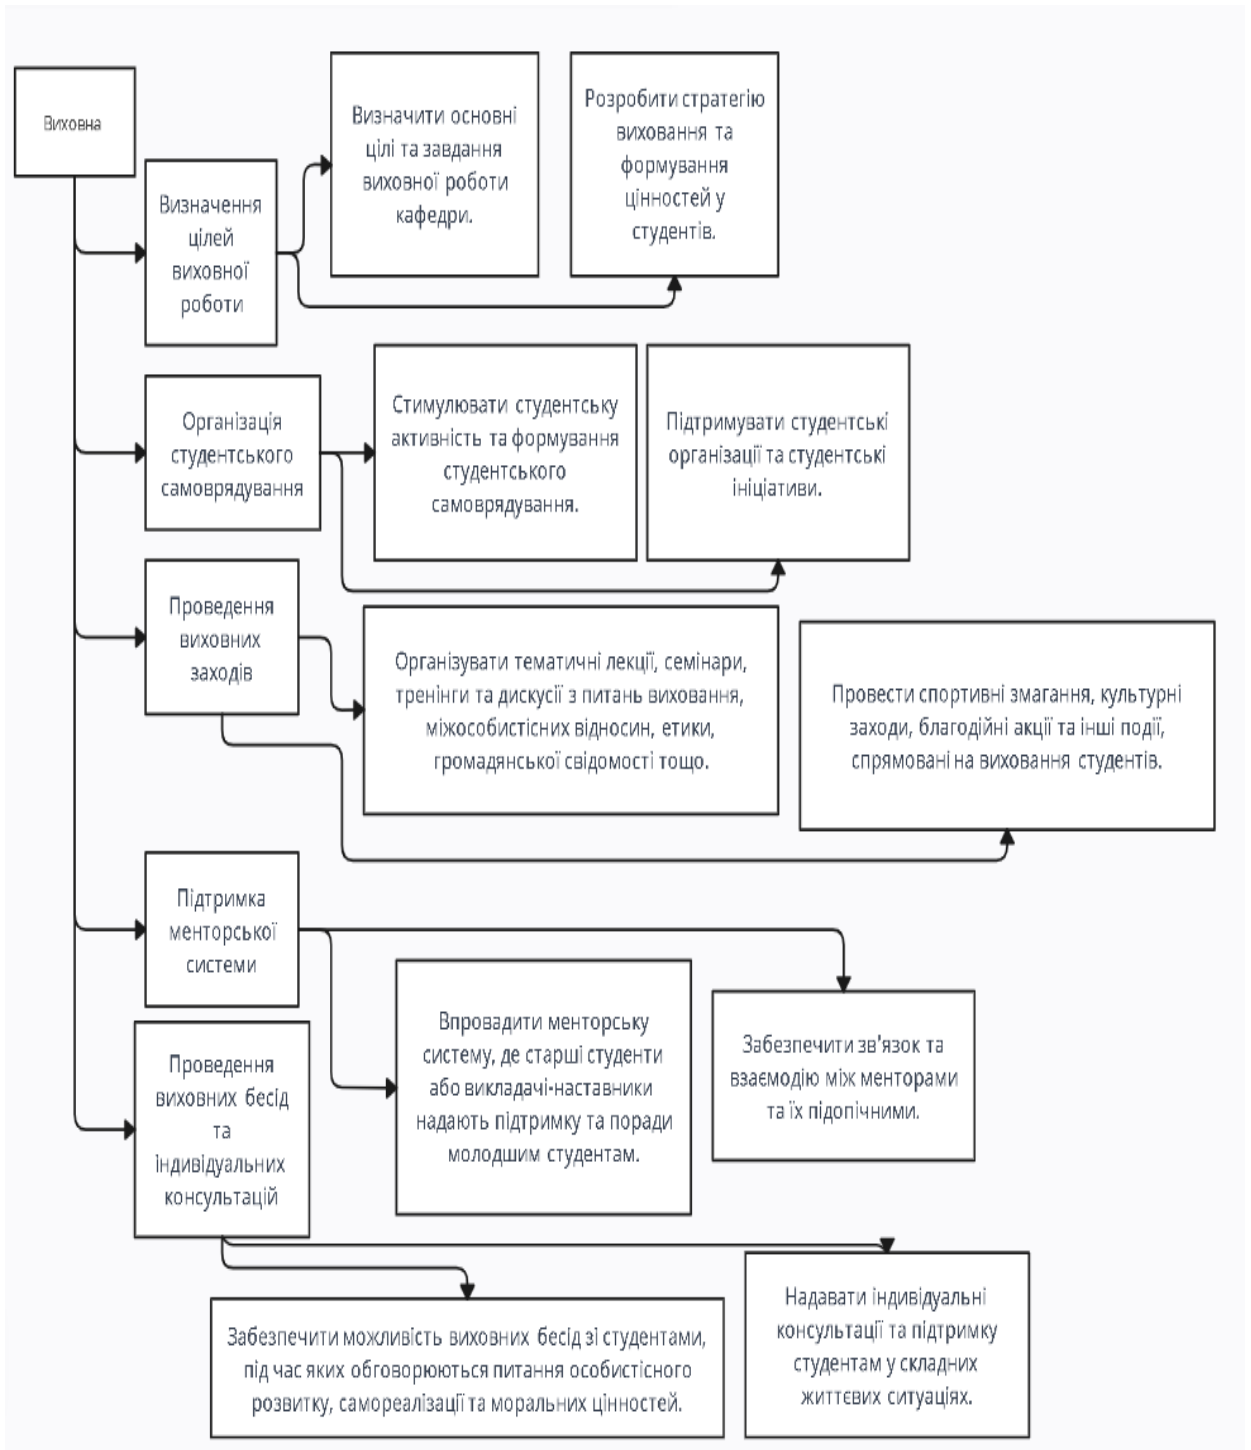 Виховна
Визначення
цілей
виховної
роботи
Визначити основні
цілі та завдання
виховної роботи
кафедри.
Розробити стратегію
виховання та
формування
цінностей у
студентів.
Організація
студентського
самоврядування
Стимулювати студентську
активність та формування
студентського
самоврядування.
Підтримувати студентські
організації та студентські
ініціативи.
Проведення
виховних
заходів
Організувати тематичні лекції, семінари,
тренінги та дискусії з питань виховання,
міжособистісних відносин, етики,
громадянської свідомості тощо.
Провести спортивні змагання, культурні
заходи, благодійні акції та інші події,
спрямовані на виховання студентів.
Підтримка
менторської
системи
Впровадити менторську
систему, де старші студенти
або викладачі-наставники
надають підтримку та поради
молодшим студентам.
Забезпечити зв'язок та
взаємодію між менторами
та їх підопічними.
Проведення
виховних бесід
та
індивідуальних
консультацій
Забезпечити можливість виховних бесід зі студентами,
під час яких обговорюються питання особистісного
розвитку, самореалізації та моральних цінностей.
Надавати індивідуальні
консультації та підтримку
студентам у складних
життєвих ситуаціях.